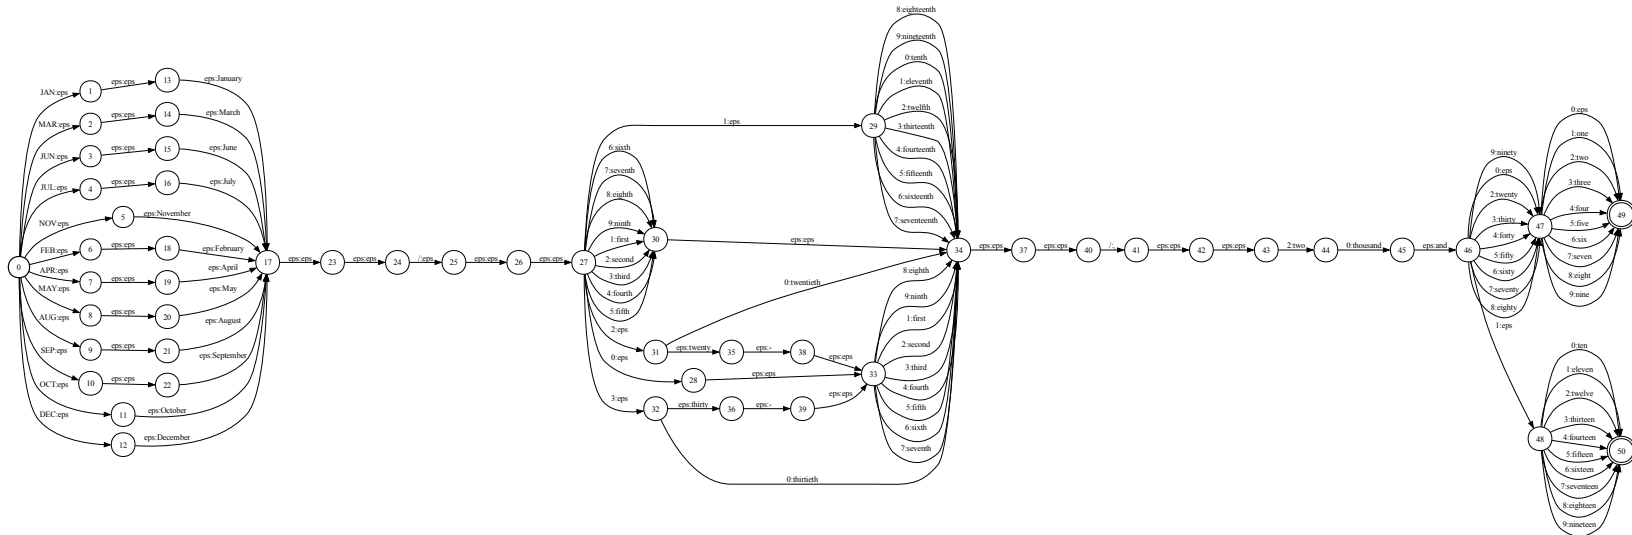 0
JAN:eps
1
eps:eps
13
eps:January
MAR:eps
2
eps:eps
14
eps:March
JUN:eps
3
eps:eps
15
eps:June
JUL:eps
4
eps:eps
16
eps:July
NOV:eps
5
eps:November
FEB:eps
6
eps:eps
18
eps:February
APR:eps
7
eps:eps
19
eps:April
MAY:eps
8
eps:eps
20
eps:May
AUG:eps
9
eps:eps
21
eps:August
SEP:eps
10
eps:eps
22
eps:September
OCT:eps
11
eps:October
DEC:eps
12
eps:December
17
eps:eps
23
eps:eps
24
/:eps
25
eps:eps
26
eps:eps
27
1:eps
6:sixth
7:seventh
8:eighth
9:ninth
1:first
2:second
3:third
4:fourth
5:fifth
30
eps:eps
2:eps
0:eps
3:eps
31
0:twentieth
eps:twenty
35
eps:-
38
eps:eps
28
eps:eps
32
eps:thirty
36
eps:-
39
eps:eps
0:thirtieth
29
8:eighteenth
9:nineteenth
0:tenth
1:eleventh
2:twelfth
3:thirteenth
4:fourteenth
5:fifteenth
6:sixteenth
7:seventeenth
33
8:eighth
9:ninth
1:first
2:second
3:third
4:fourth
5:fifth
6:sixth
7:seventh
34
eps:eps
37
eps:eps
40
/:,
41
eps:eps
42
eps:eps
43
2:two
44
0:thousand
45
eps:and
46
9:ninety
0:eps
2:twenty
3:thirty
4:forty
5:fifty
6:sixty
7:seventy
8:eighty
1:eps
47
0:eps
1:one
2:two
3:three
4:four
5:five
6:six
7:seven
8:eight
9:nine
49
48
0:ten
1:eleven
2:twelve
3:thirteen
4:fourteen
5:fifteen
6:sixteen
7:seventeen
8:eighteen
9:nineteen
50